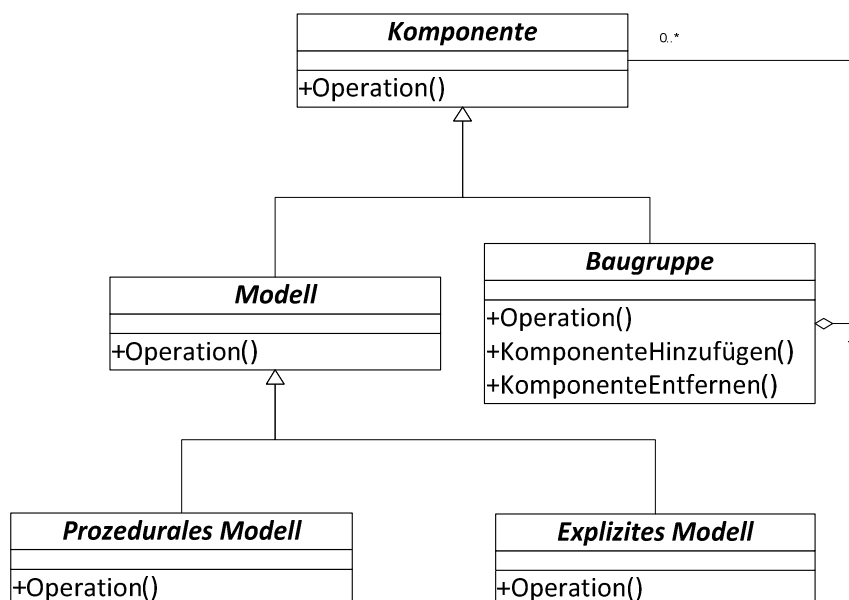 Komponente
0..*
+Operation()
Modell
+Operation()
Baugruppe
+Operation()
+KomponenteHinzufügen()
+KomponenteEntfernen()
Prozedurales Modell
+Operation()
Explizites Modell
+Operation()